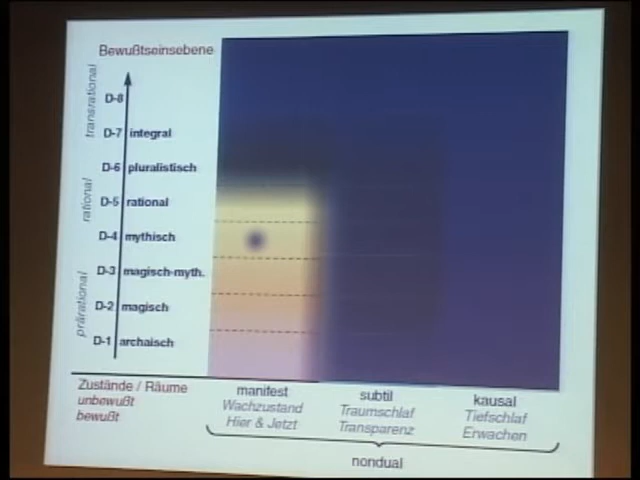 Bewußtseinsebene
transrational
D-8
D-7 integral
D-6 pluralistisch
rational
D-5 rational
D-4 mythisch
prärational
D-3 magisch-myth.
D-2 magisch
D-1 archaisch
Zustände / Räume
unbewußt
bewußt
manifest
Wachzustand
Hier & Jetzt
subtil
Traumschlaf
Transparenz
kausal
Tiefschlaf
Erwachen
nondual